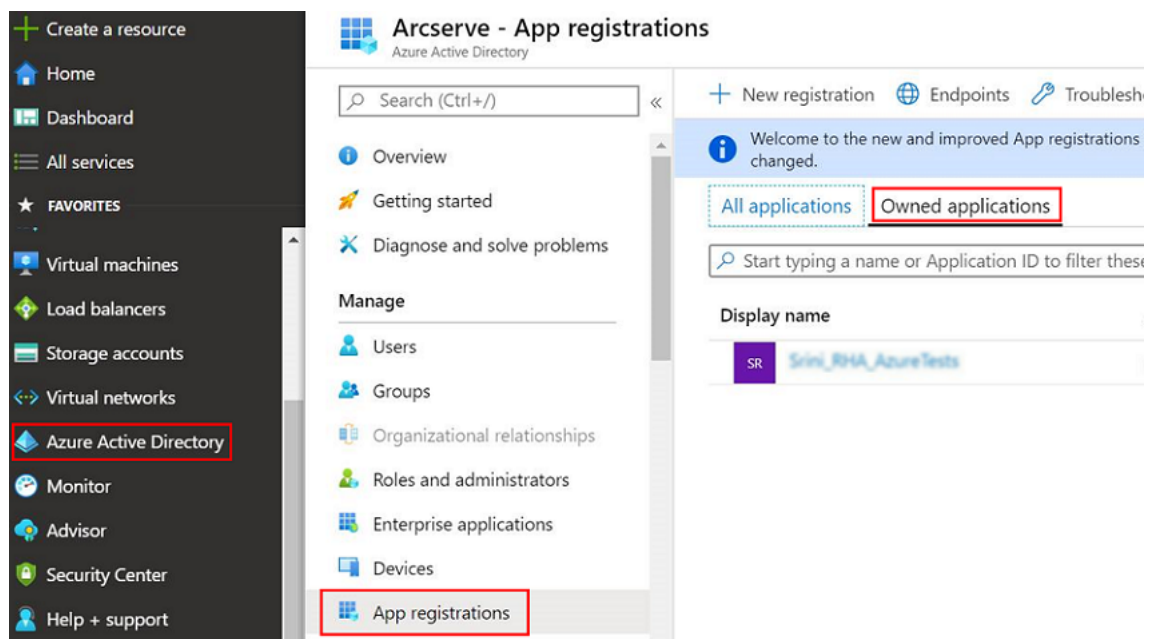 Create a resource
Home
Dashboard
All services
FAVORITES
Virtual machines
Load balancers
Storage accounts
Virtual networks
Azure Active Directory
Monitor
Advisor
Security Center
Help + support
Arcserve - App registrations
Azure Active Directory
Search (Ctrl+/)
Overview
Getting started
Diagnose and solve problems
Manage
Users
Groups
Organizational relationships
Roles and administrators
Enterprise applications
Devices
App registrations
New registration Endpoints Troublesh
Welcome to the new and improved App registrations
changed.
All applications Owned applications
Start typing a name or Application ID to filter these
Display name
SR Srini_RHA_AzureTests